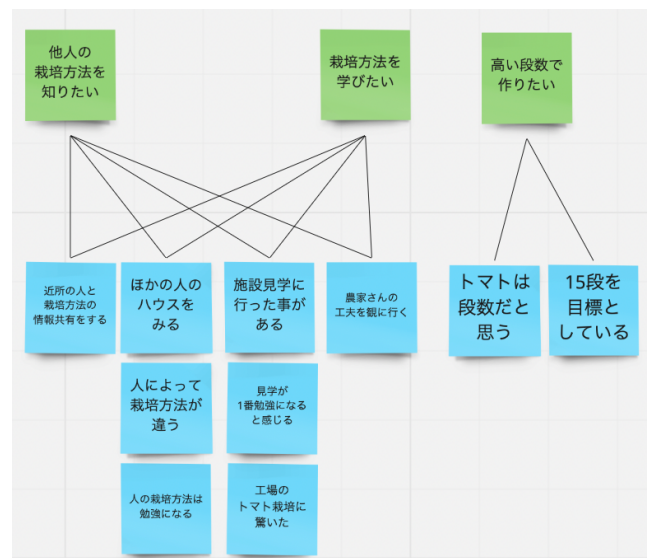 他人の
栽培方法を
知りたい
栽培方法を
学びたい
高い段数で
作りたい
近所の人と
栽培方法の
情報共有をする
ほかの人の
ハウスを
みる
施設見学に
行った事が
ある
農家さんの
工夫を観に行く
トマトは
段数だと
思う
15段を
目標と
している
人によって
栽培方法が
違う
見学が
1番勉強になる
と感じる
人の栽培方法は
勉強になる
工場の
トマト栽培に
驚いた